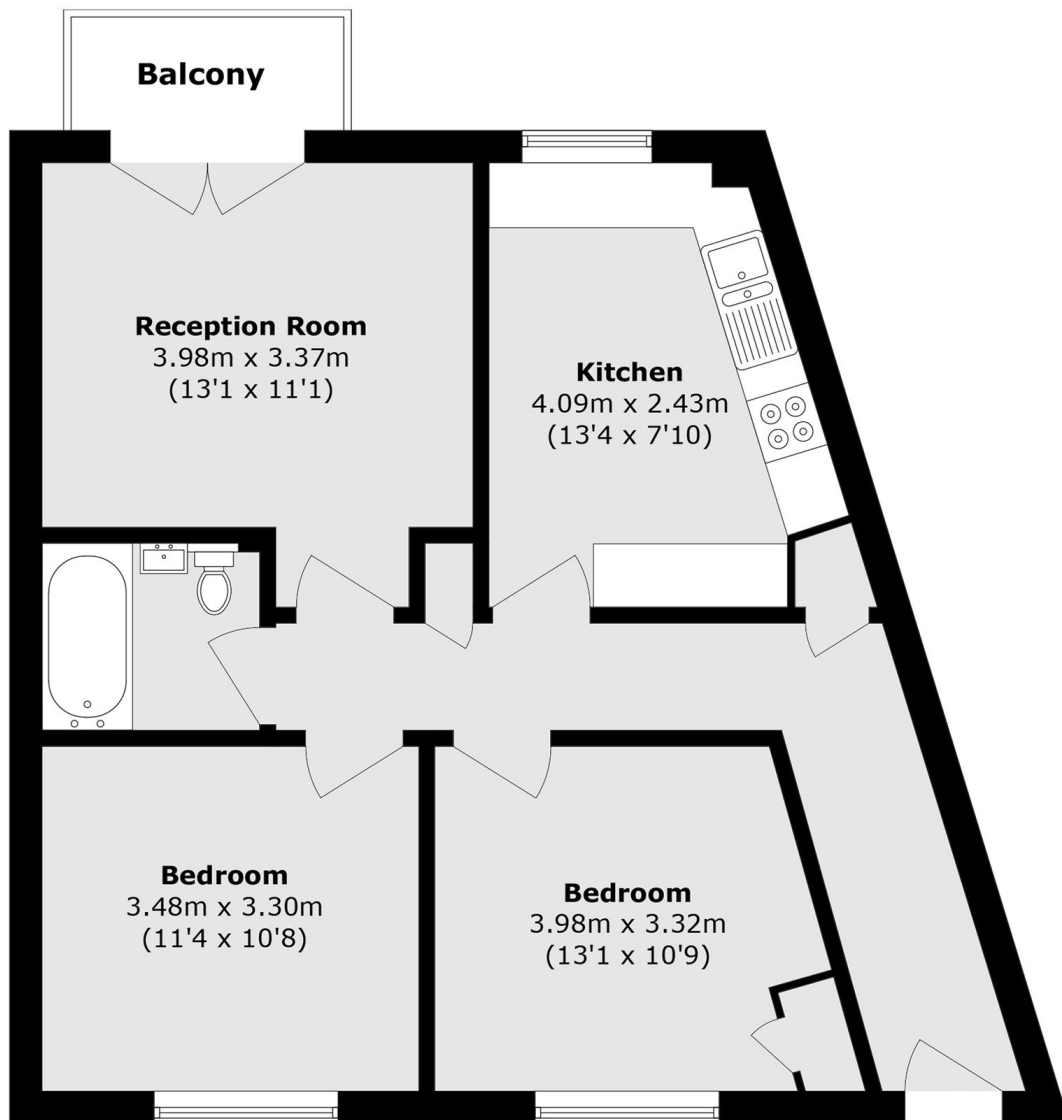 Balcony
Reception Room
3.98m x 3.37m
(13'1 x 11'1)
Kitchen
4.09m x 2.43m
(13'4 x 7'10)
Bedroom
3.48m x 3.30m
(11'4 x 10'8)
Bedroom
3.98m x 3.32m
(13'1 x 10'9)